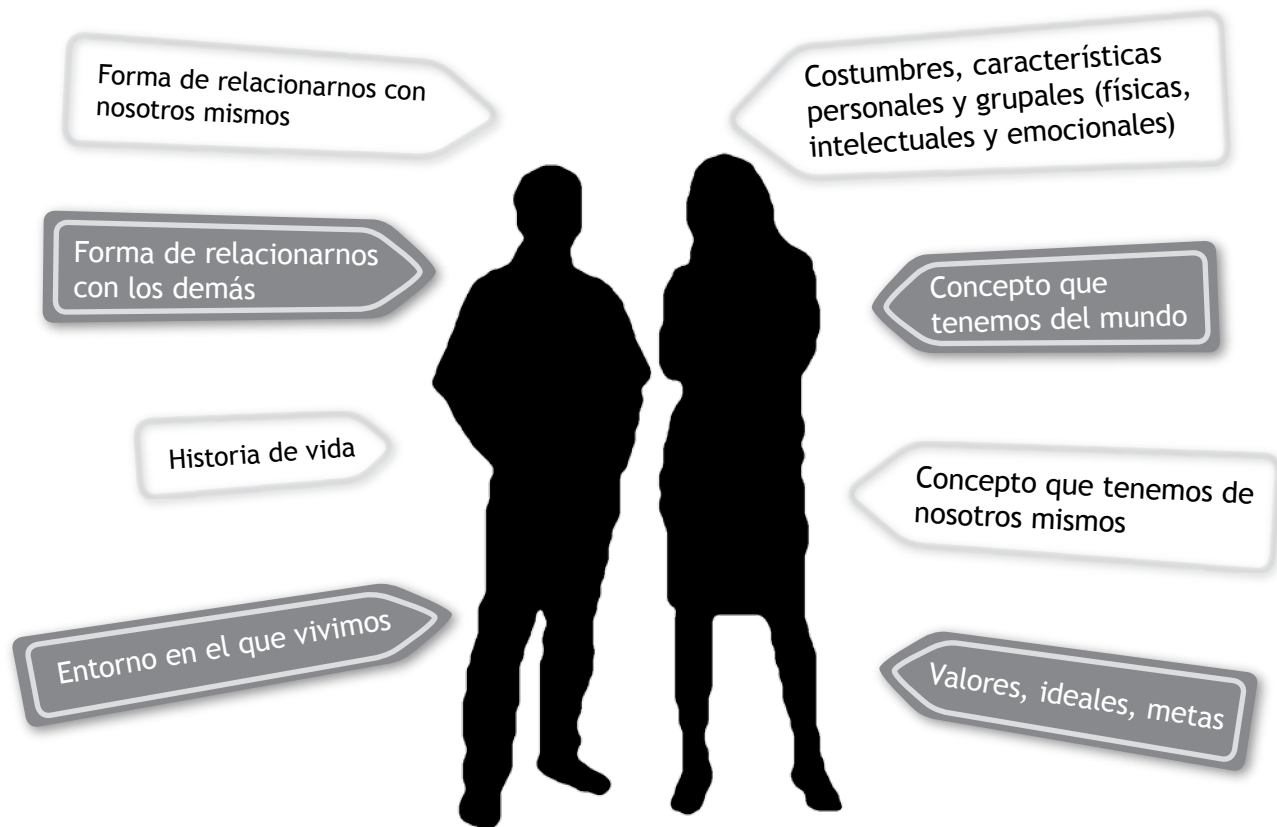 Forma de relacionarnos con
nosotros mismos
Costumbres, características
personales y grupales (físicas,
intelectuales y emocionales)
Forma de relacionarnos
con los demás
Concepto que
tenemos del mundo
Historia de vida
Concepto que tenemos de
nosotros mismos
Entorno en el que vivimos
Valores, ideales, metas